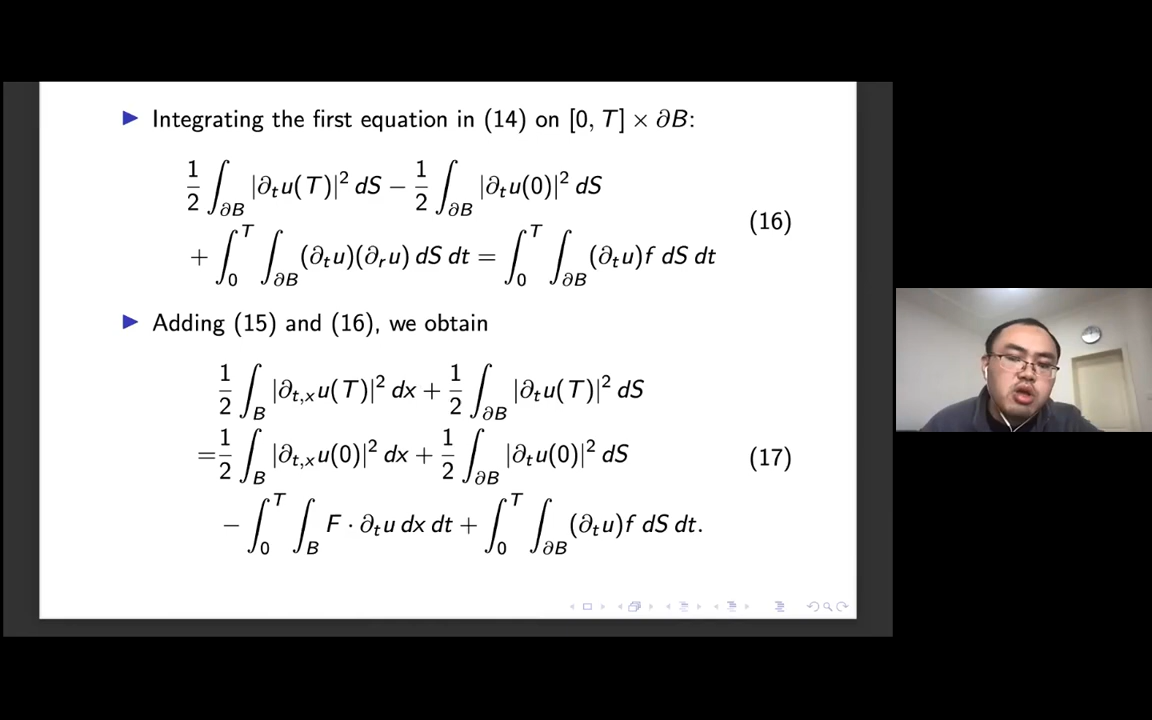 ▶ Integrating the first equation in (14) on [0, T] × ∂B:
1/2 ∫_{∂B} |∂_t u(T)|² dS − 1/2 ∫_{∂B} |∂_t u(0)|² dS
+ ∫_0^T ∫_{∂B} (∂_t u)(∂_r u) dS dt = ∫_0^T ∫_{∂B} (∂_t u)f dS dt
(16)
▶ Adding (15) and (16), we obtain
1/2 ∫_B |∂_{t,x} u(T)|² dx + 1/2 ∫_{∂B} |∂_t u(T)|² dS
= 1/2 ∫_B |∂_{t,x} u(0)|² dx + 1/2 ∫_{∂B} |∂_t u(0)|² dS
(17)
− ∫_0^T ∫_B F · ∂_t u dx dt + ∫_0^T ∫_{∂B} (∂_t u)f dS dt.